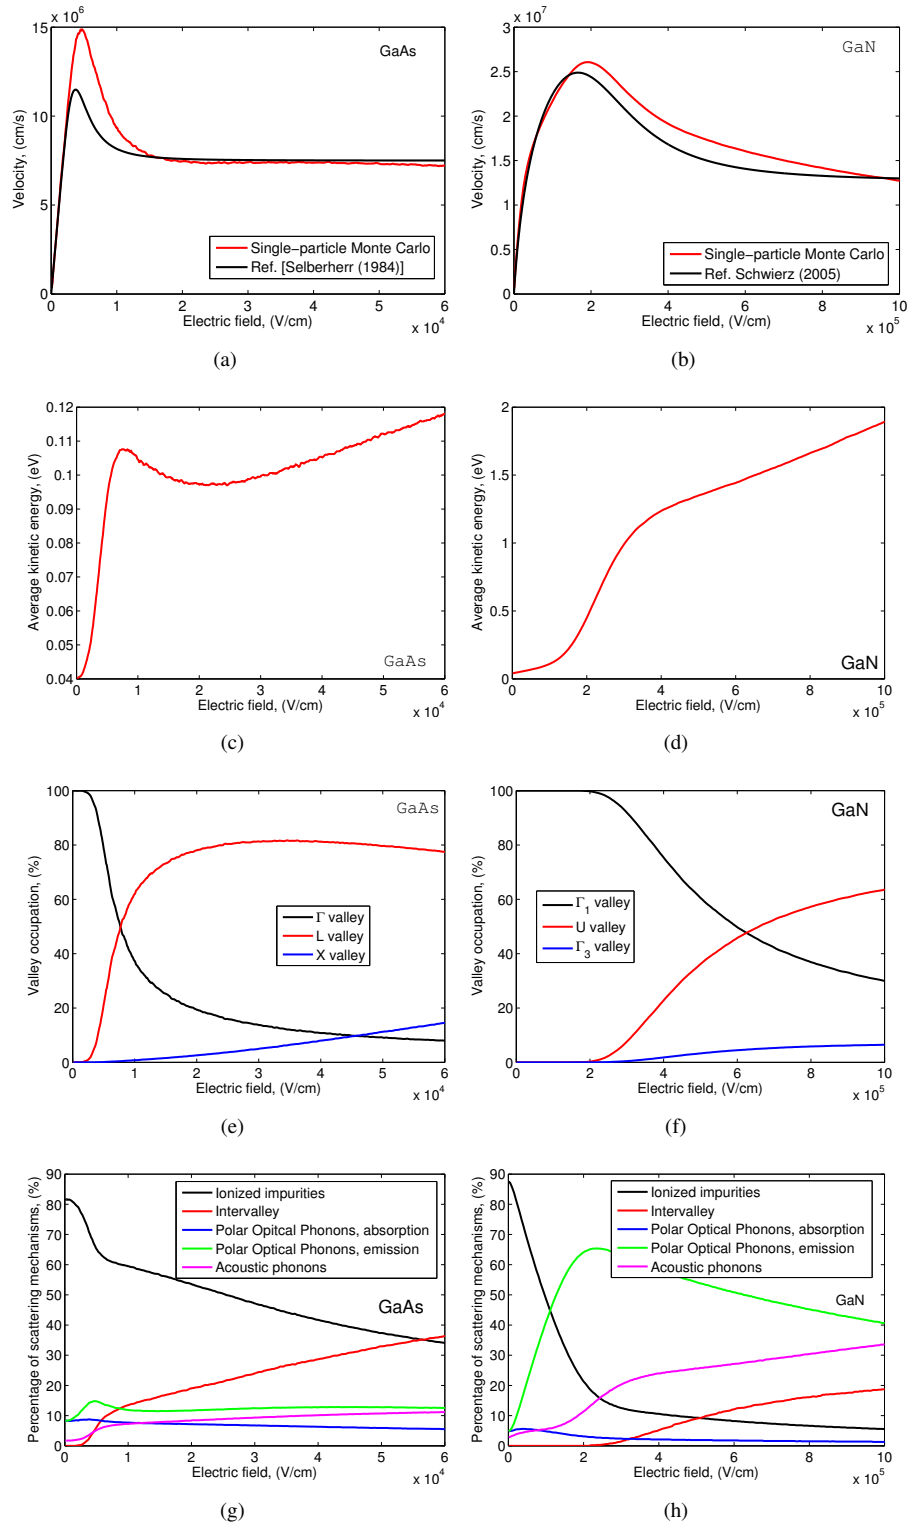 x 10^6
15
10
5
0
Velocity, (cm/s)
GaAs
Single-particle Monte Carlo
Ref. [Selberherr (1984)]
0 1 2 3 4 5 6
Electric field, (V/cm)
x 10^4
(a)
x 10^7
3
2.5
2
1.5
1
0.5
0
Velocity, (cm/s)
GaN
Single-particle Monte Carlo
Ref. Schwierz (2005)
0 2 4 6 8 10
Electric field, (V/cm)
x 10^5
(b)
0.12
0.11
0.1
0.09
0.08
0.07
0.06
0.05
0.04
Average kinetic energy, (eV)
GaAs
0 1 2 3 4 5 6
Electric field, (V/cm)
x 10^4
(c)
2
1.5
1
0.5
0
Average kinetic energy, (eV)
GaN
0 2 4 6 8 10
Electric field, (V/cm)
x 10^5
(d)
100
80
60
40
20
0
Valley occupation, (%)
GaAs
Γ valley
L valley
X valley
0 1 2 3 4 5 6
Electric field, (V/cm)
x 10^4
(e)
100
80
60
40
20
0
Valley occupation, (%)
GaN
Γ1 valley
U valley
Γ3 valley
0 2 4 6 8 10
Electric field, (V/cm)
x 10^5
(f)
90
80
70
60
50
40
30
20
10
0
Percentage of scattering mechanisms, (%)
Ionized impurities
Intervalley
Polar Opitcal Phonons, absorption
Polar Optical Phonons, emission
Acoustic phonons
GaAs
0 1 2 3 4 5 6
Electric field, (V/cm)
x 10^4
(g)
90
80
70
60
50
40
30
20
10
0
Percentage of scattering mechanisms, (%)
Ionized impurities
Intervalley
Polar Optical Phonons, absorption
Polar Optical Phonons, emission
Acoustic phonons
GaN
0 2 4 6 8 10
Electric field, (V/cm)
x 10^5
(h)